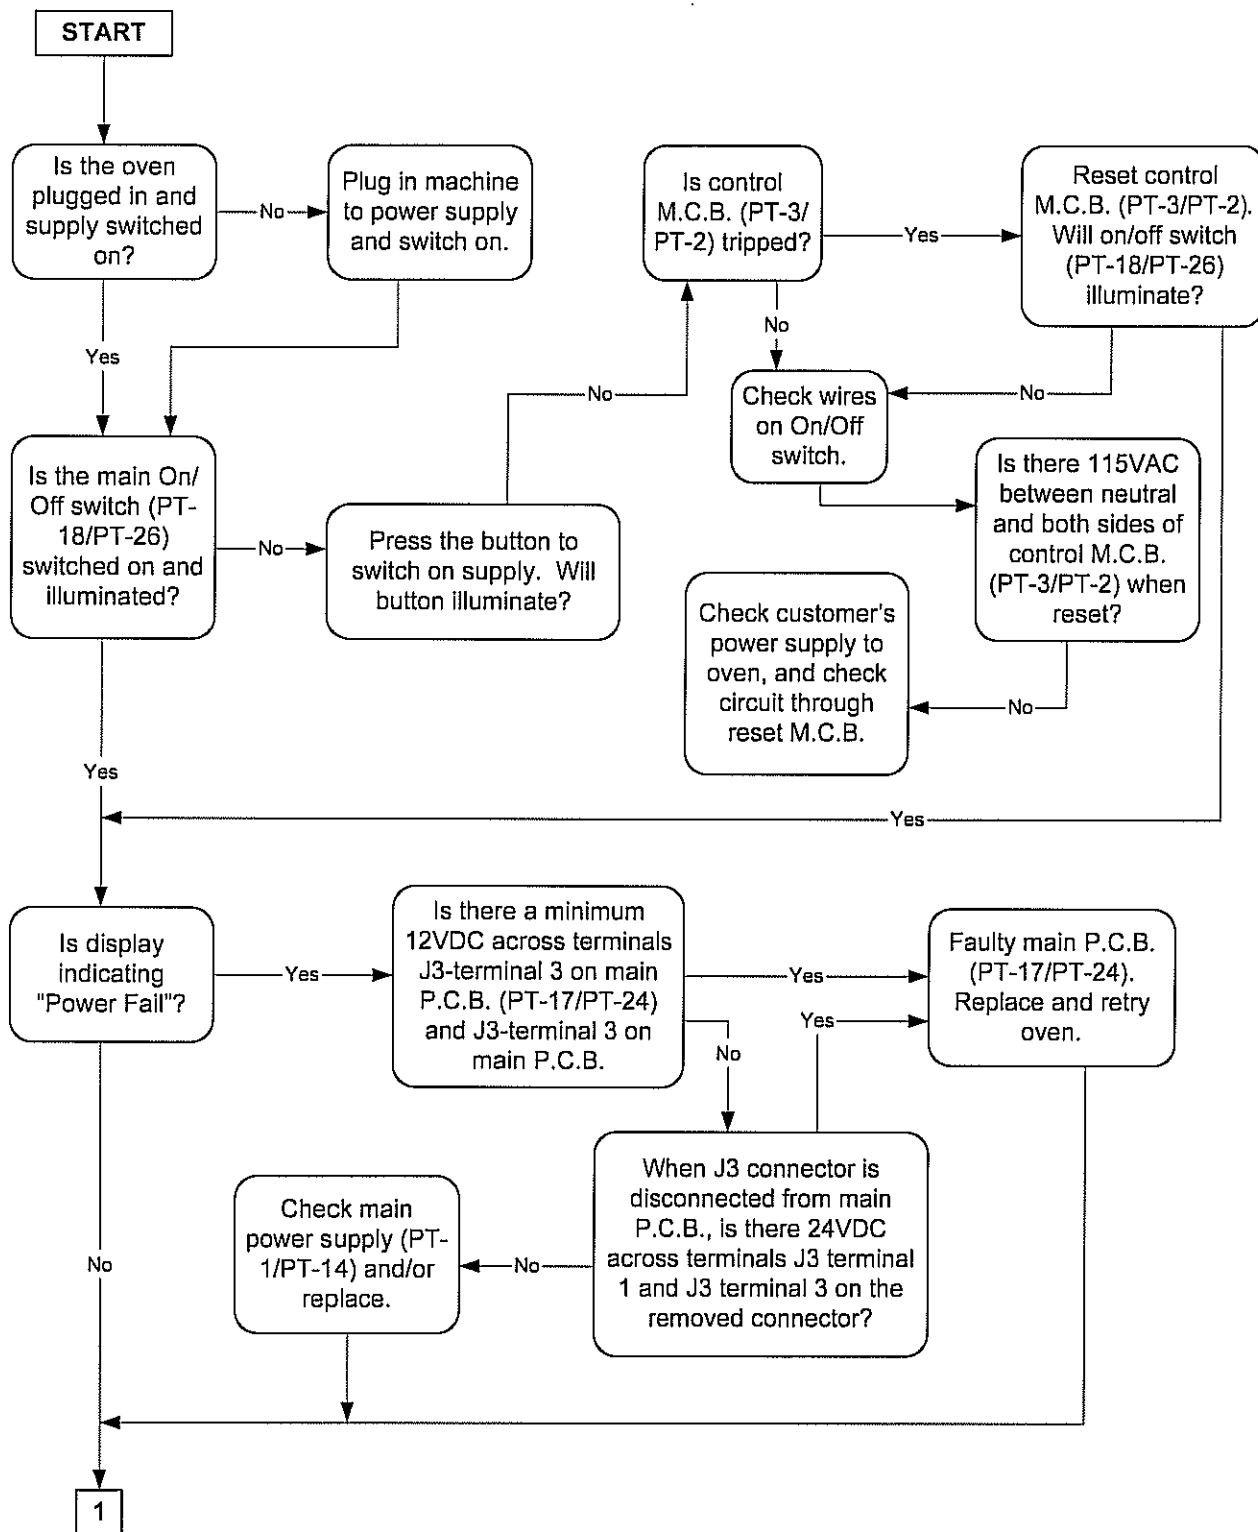 START
Is the oven
plugged in and
supply switched
on?
No
Plug in machine
to power supply
and switch on.
Yes
Is control
M.C.B. (PT-3/
PT-2) tripped?
Yes
Reset control
M.C.B. (PT-3/PT-2).
Will on/off switch
(PT-18/PT-26)
illuminate?
No
No
Check wires
on On/Off
switch.
No
Is the main On/
Off switch (PT-
18/PT-26)
switched on and
illuminated?
No
Press the button to
switch on supply. Will
button illuminate?
Is there 115VAC
between neutral
and both sides of
control M.C.B.
(PT-3/PT-2) when
reset?
Check customer's
power supply to
oven, and check
circuit through
reset M.C.B.
No
Yes
Yes
Is display
indicating
"Power Fail"?
Yes
Is there a minimum
12VDC across terminals
J3-terminal 3 on main
P.C.B. (PT-17/PT-24)
and J3-terminal 3 on
main P.C.B.
Yes
Faulty main P.C.B.
(PT-17/PT-24).
Replace and retry
oven.
Yes
No
When J3 connector is
disconnected from main
P.C.B., is there 24VDC
across terminals J3 terminal
1 and J3 terminal 3 on the
removed connector?
No
Check main
power supply (PT-
1/PT-14) and/or
replace.
No
1